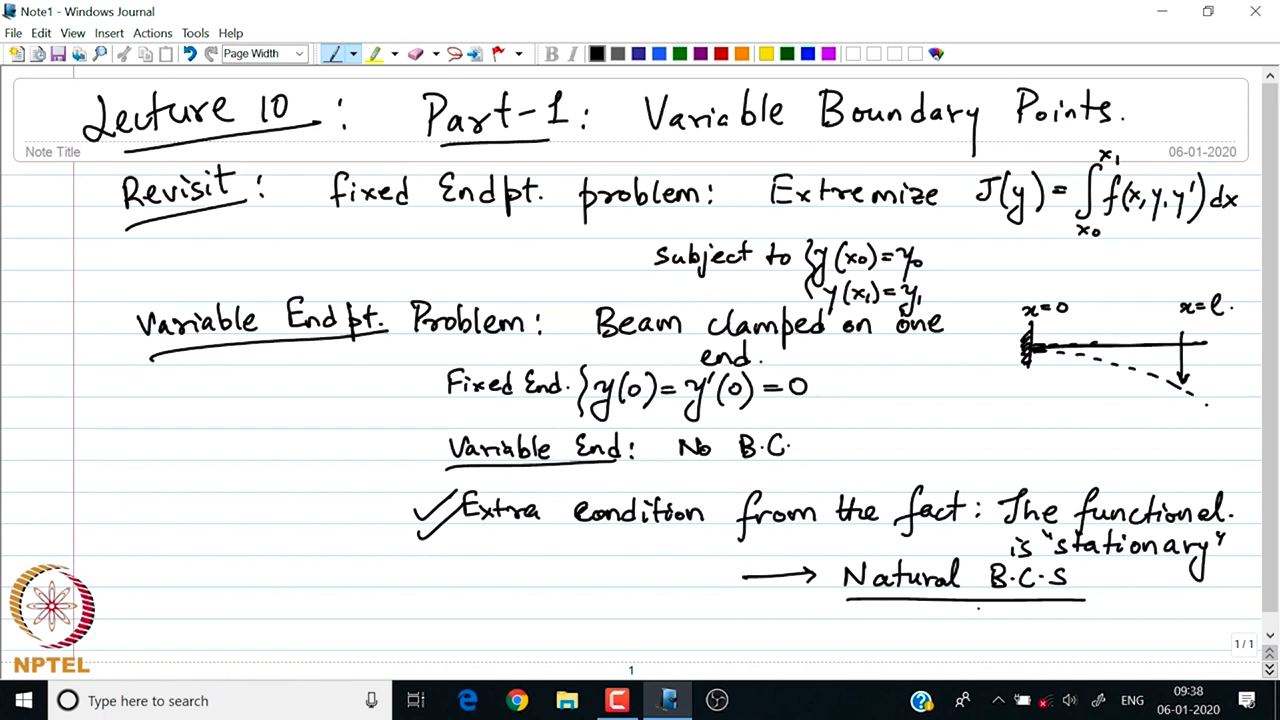 Note1 - Windows Journal
File Edit View Insert Actions Tools Help
Page Width
B I
Lecture 10 : Part-1 : Variable Boundary Points.
Note Title
06-01-2020
Revisit : fixed Endpt. problem : Extremize J(y) = ∫_{x0}^{x1} f(x, y, y') dx
subject to { y(x0) = y0
y(x1) = y1
Variable Endpt. Problem : Beam clamped on one
end.
x=0 x=l.
Fixed End. { y(0) = y'(0) = 0
Variable End : No B.C.
✓ Extra condition from the fact : The functional.
is "stationary"
→ Natural B.C.S
NPTEL
1/1
1
Type here to search
ENG
09:38
06-01-2020